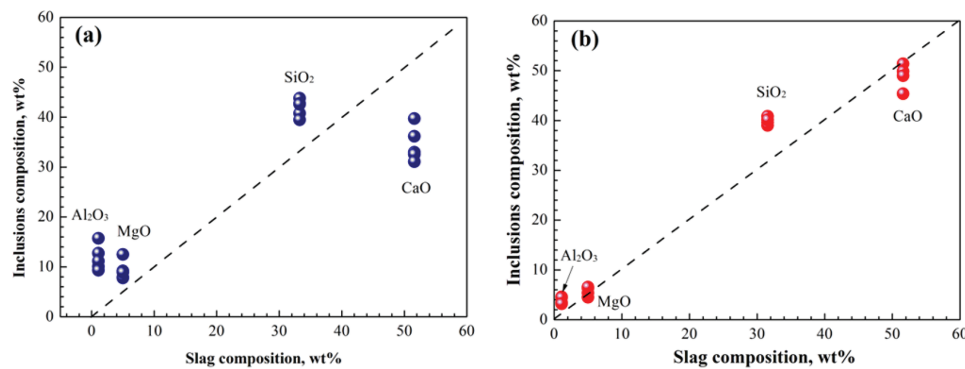 (a)
Inclusions composition, wt%
60
50
40
30
20
10
0
SiO₂
CaO
Al₂O₃
MgO
0 10 20 30 40 50 60
Slag composition, wt%
(b)
Inclusions composition, wt%
60
50
40
30
20
10
0
SiO₂
CaO
Al₂O₃
MgO
0 10 20 30 40 50 60
Slag composition, wt%